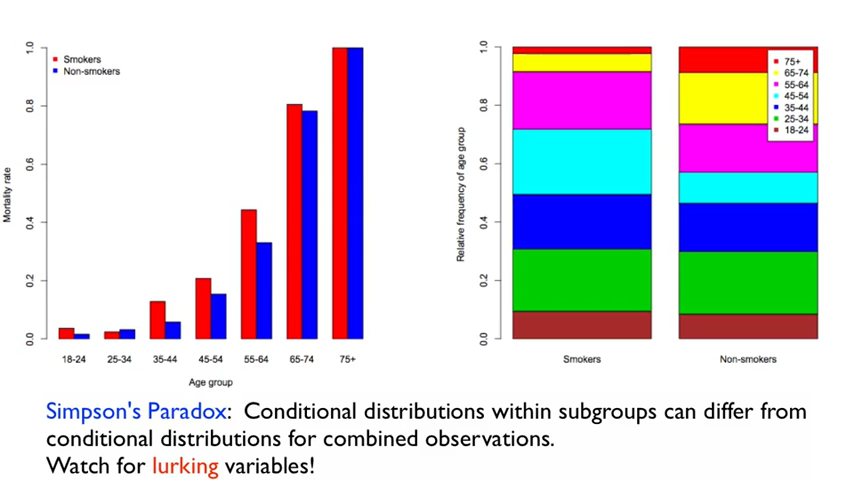 Smokers
Non-smokers
Mortality rate
0.0
0.2
0.4
0.6
0.8
1.0
18-24
25-34
35-44
45-54
55-64
65-74
75+
Age group
Relative frequency of age group
0.0
0.2
0.4
0.6
0.8
1.0
75+
65-74
55-64
45-54
35-44
25-34
18-24
Smokers
Non-smokers
Simpson's Paradox: Conditional distributions within subgroups can differ from
conditional distributions for combined observations.
Watch for lurking variables!